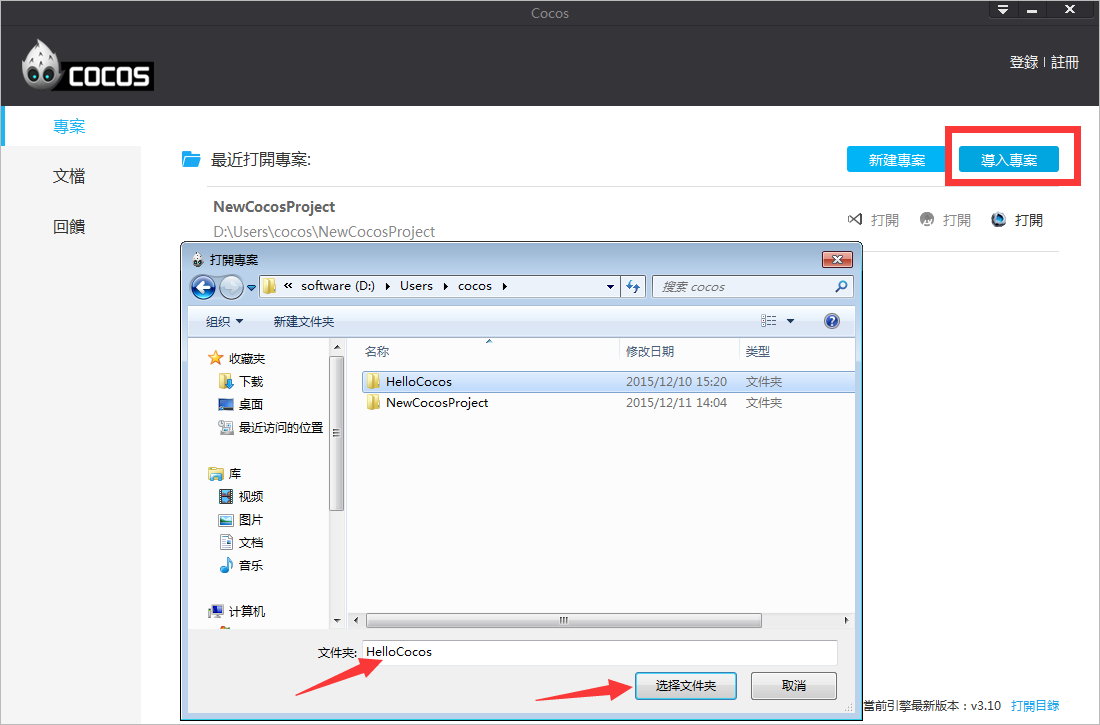 Cocos
COCOS
登錄 | 註冊
專案
文檔
回饋
最近打開專案:
新建專案
導入專案
NewCocosProject
D:\Users\cocos\NewCocosProject
打開
打開
打開
打開專案
« software (D:) Users cocos
搜索 cocos
组织
新建文件夹
收藏夹
下载
桌面
最近访问的位置
库
视频
图片
文档
音乐
计算机
名称 修改日期 类型
HelloCocos 2015/12/10 15:20 文件夹
NewCocosProject 2015/12/11 14:04 文件夹
文件夹: HelloCocos
选择文件夹 取消
當前引擎最新版本：v3.10 打開目錄